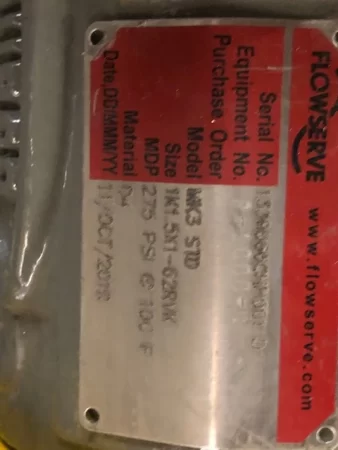 FLOWSERVE
www.flowserve.com
Serial No.
Equipment No.
Purchase Order
Model MK3 STD
Size 1K1.5X1-62RVK
MDP 275 PSI @ 100 F
Material
Date,DD/MMM/YY 11/OCT/2018